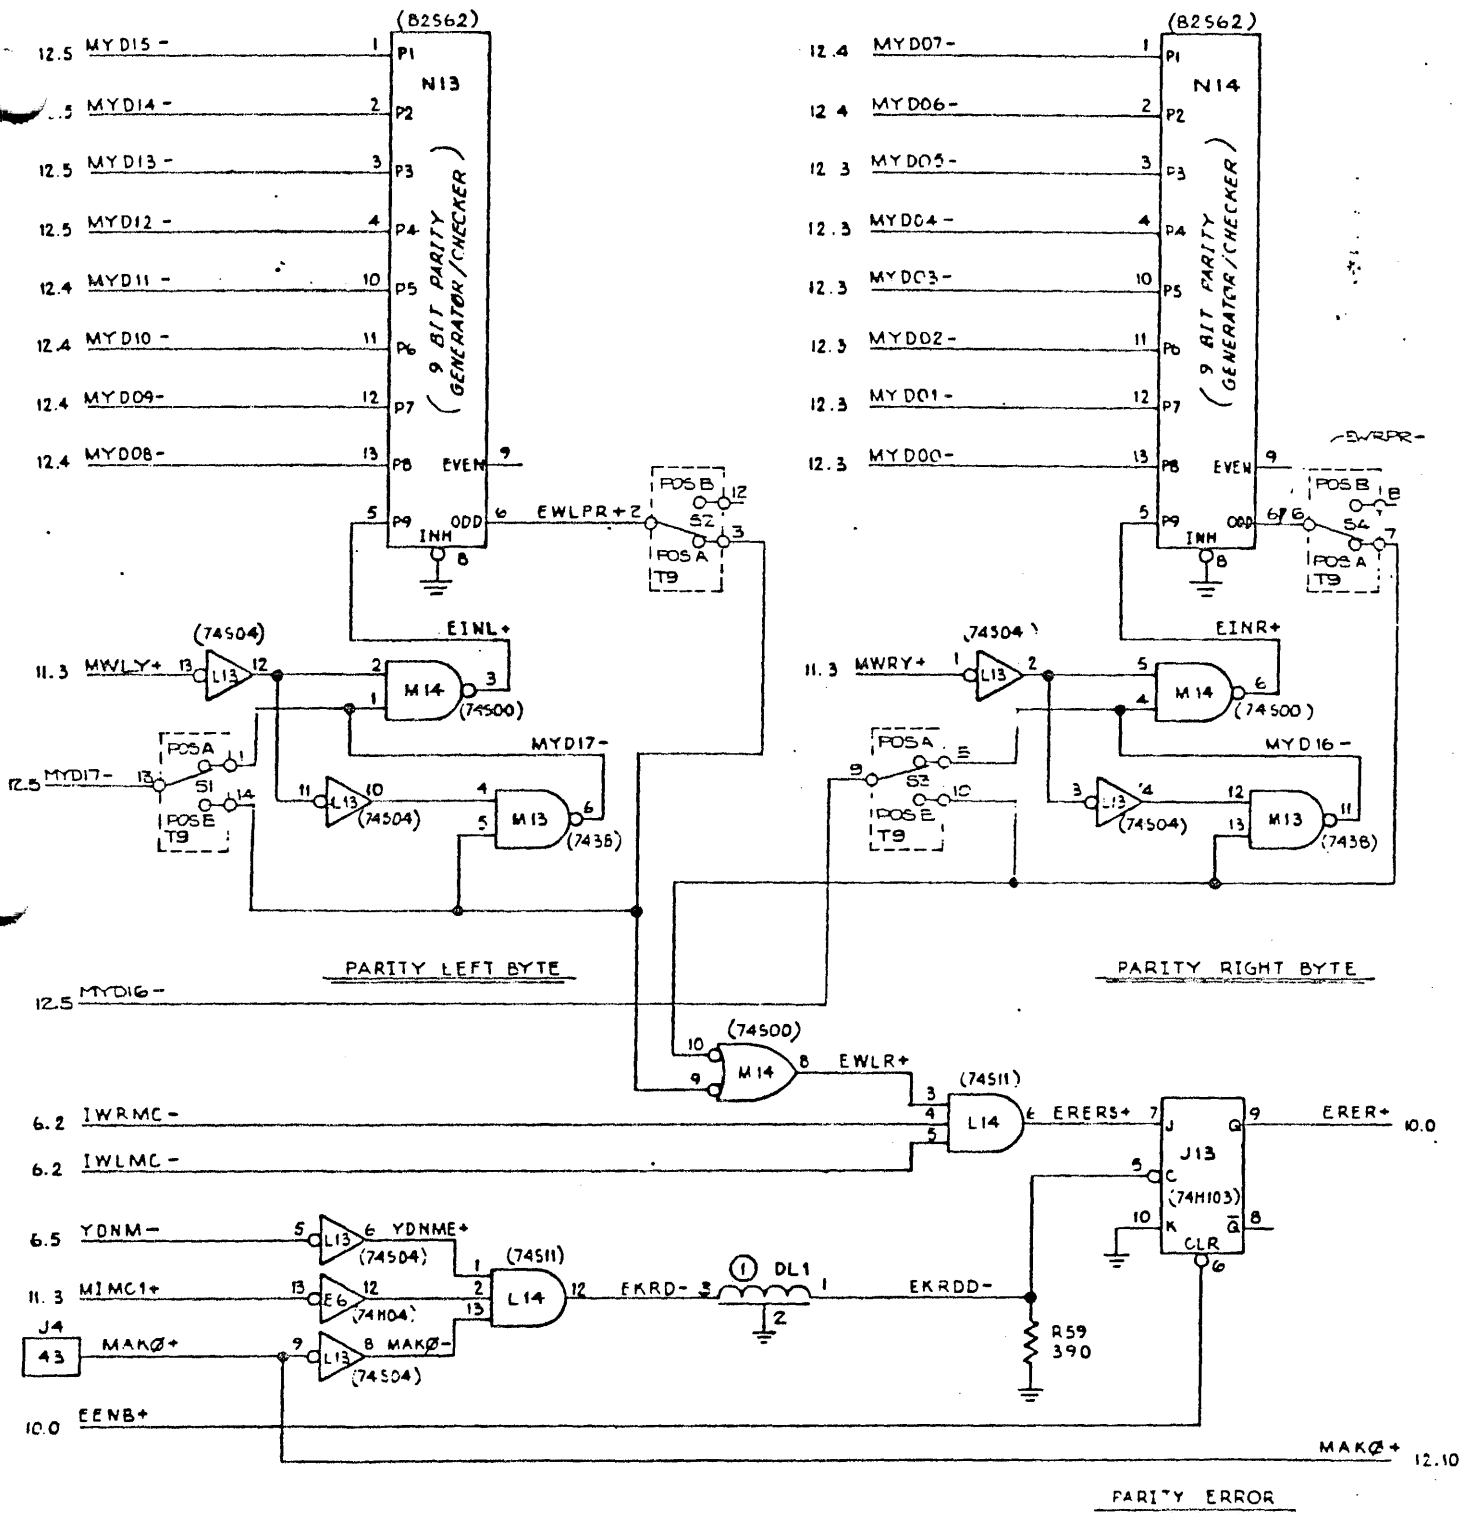 (82S62)
(82S62)
12.5 MYD15- 1 P1
12.4 MYD07- 1 P1
N13
N14
.5 MYD14- 2 P2
12 4 MYD06- 2 P2
12.5 MYD13- 3 P3
12 3 MYD05- 3 P3
12.5 MYD12- 4 P4
12.3 MYD04- 4 P4
(9 BIT PARITY GENERATOR/CHECKER)
(9 BIT PARITY GENERATOR/CHECKER)
12.4 MYD11- 10 P5
12.3 MYD03- 10 P5
12.4 MYD10- 11 P6
12.3 MYD02- 11 P6
12.4 MYD09- 12 P7
12.3 MYD01- 12 P7
EWRPR-
12.4 MYD08- 13 P8 EVEN 9
12.3 MYD00- 13 P8 EVEN 9
POS B 12
POS B 8
5 P9 ODD 6 EWLPR+ 2 S2 3
5 P9 ODD 6 6 S4 7
INH 8
INH 8
POS A
T9
POS A
T9
EINL+
EINR+
(74S04)
(74S04)
11.3 MWLY+ 13 L13 12 2 M14 3
11.3 MWRY+ 1 L13 2 5 M14 6
1 (74S00)
4 (74S00)
MYD17-
MYD16-
POS A 1
POS A 5
12.5 MYD17- 13 S1 14
9 S3 10
11 L13 10 4 M13 6
3 L13 4 12 M13 11
(74S04) 5 (7438)
(74S04) 13 (7438)
POS B
T9
POS B
T9
PARITY LEFT BYTE
PARITY RIGHT BYTE
12.5 MYD16-
(74S00)
10 M14 8 EWLR+
9
(74S11)
3
6.2 IWRMC- 4 L14 6 ERERS+ 7 J Q 9 ERER+ 10.0
6.2 IWLMC- 5
J13
5 C
(74H103)
10 K Q 8
CLR
6
6.5 YDNM- 5 L13 6 YDNME+
(74S04)
(74S11)
1
11.3 MIMC1+ 13 E6 12 2 L14 12 EKRD- 3 1 DL1 1 EKRDD-
(74H04) 13
2
J4
43 MAKØ+ 9 L13 8 MAKØ-
(74S04)
R59
390
10.0 EENB+
MAKØ+ 12.10
PARITY ERROR